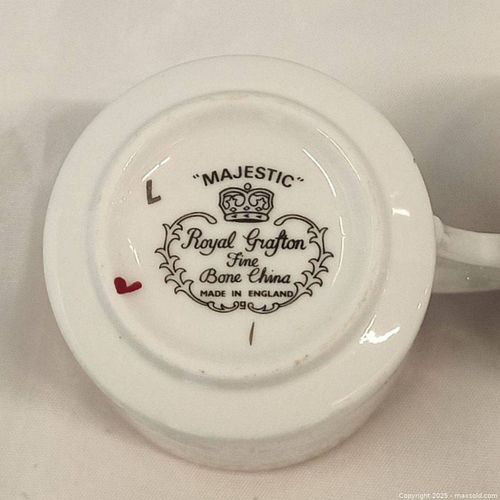 "MAJESTIC"
L
Royal Grafton
Fine
Bone China
MADE IN ENGLAND
Copyright 2025 - maxsold.com